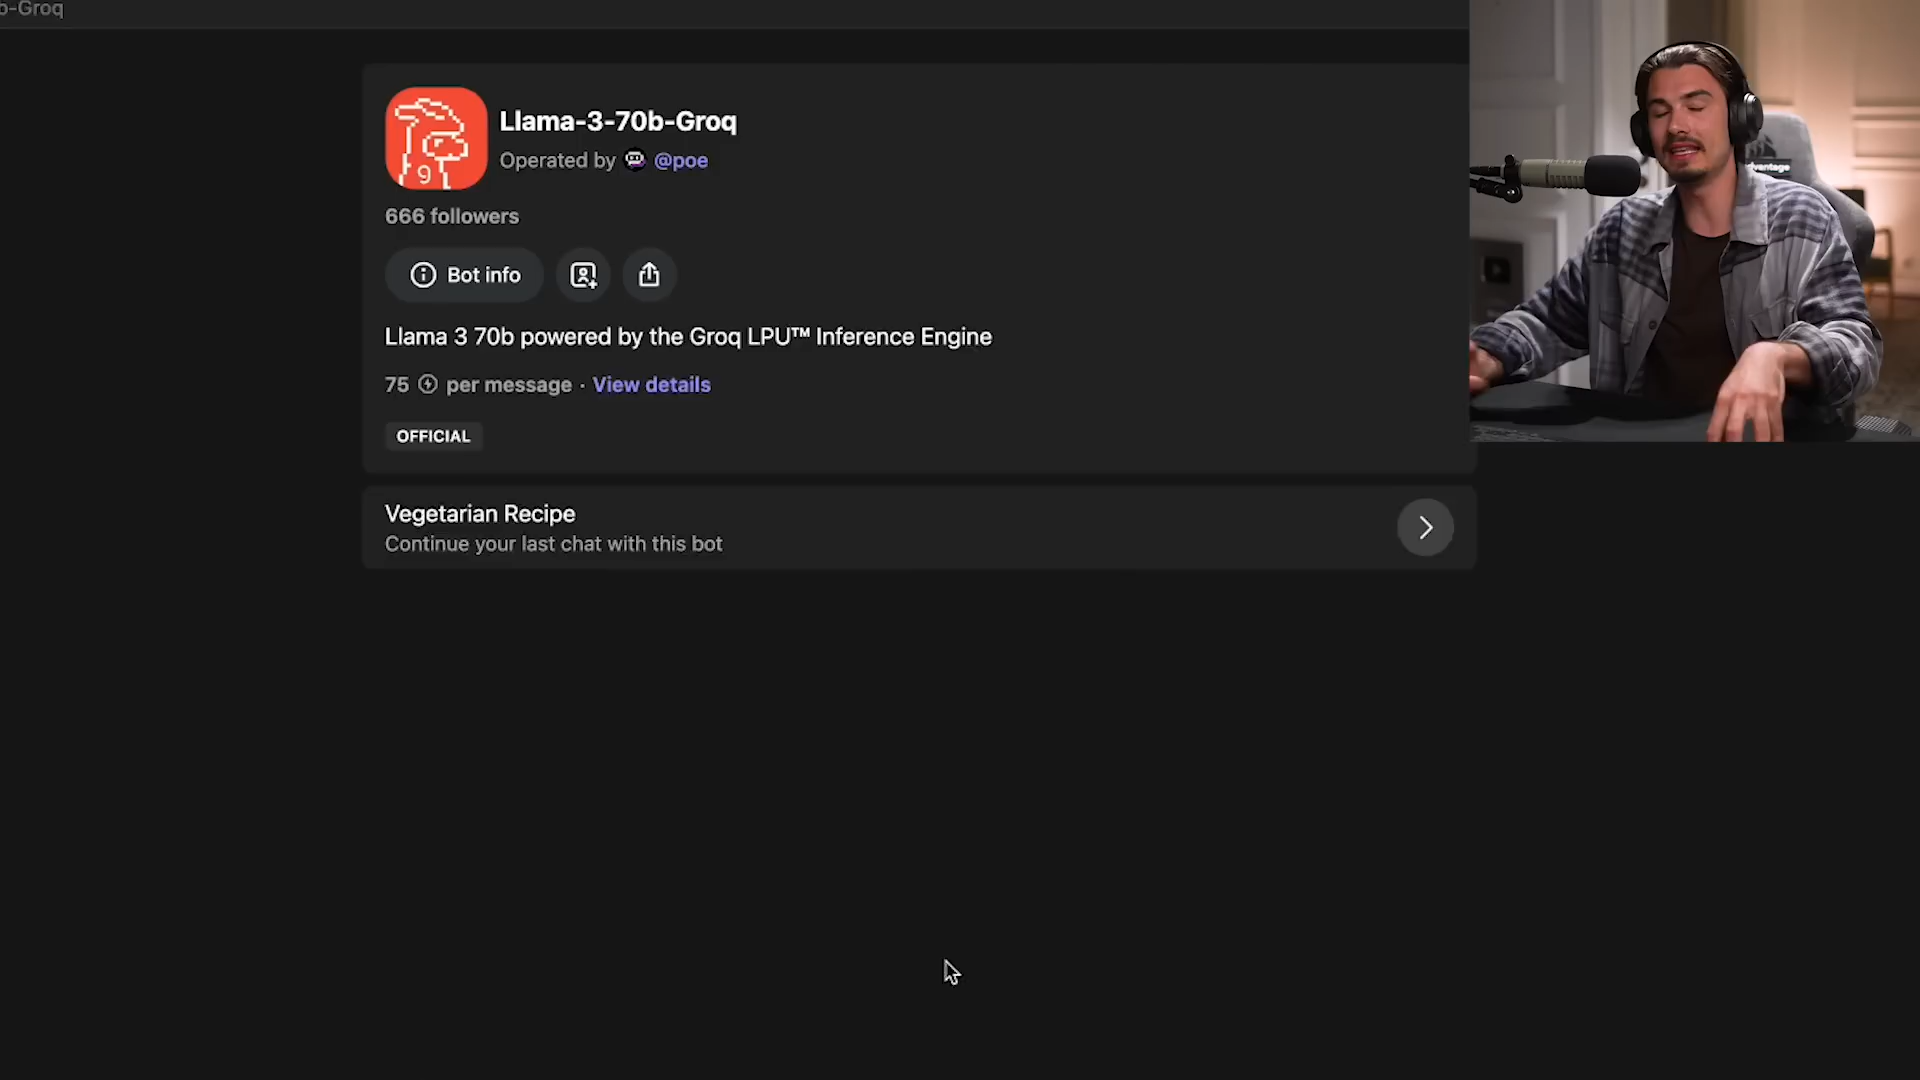 b-Groq
Llama-3-70b-Groq
Operated by @poe
666 followers
Bot info
Llama 3 70b powered by the Groq LPU™ Inference Engine
75 per message · View details
OFFICIAL
Vegetarian Recipe
Continue your last chat with this bot
9